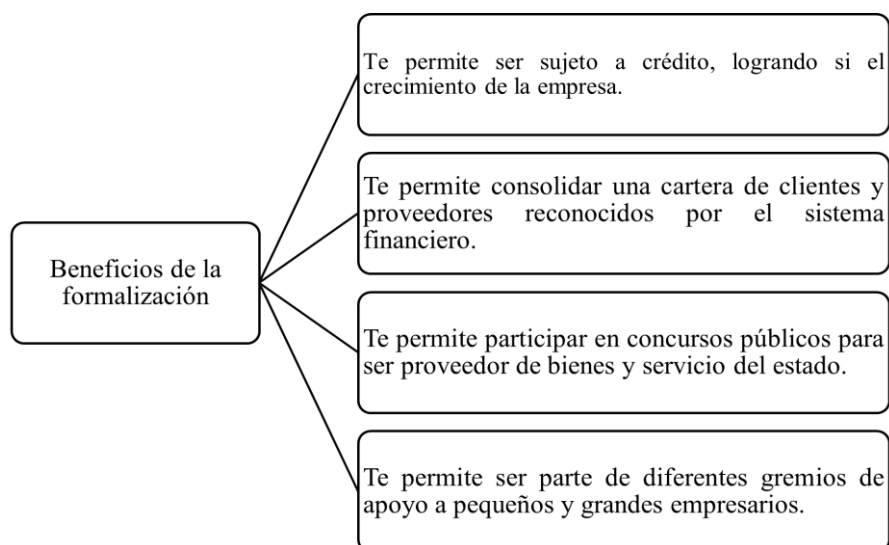 Te permite ser sujeto a crédito, logrando si el
crecimiento de la empresa.
Te permite consolidar una cartera de clientes y
proveedores reconocidos por el sistema
financiero.
Beneficios de la
formalización
Te permite participar en concursos públicos para
ser proveedor de bienes y servicio del estado.
Te permite ser parte de diferentes gremios de
apoyo a pequeños y grandes empresarios.